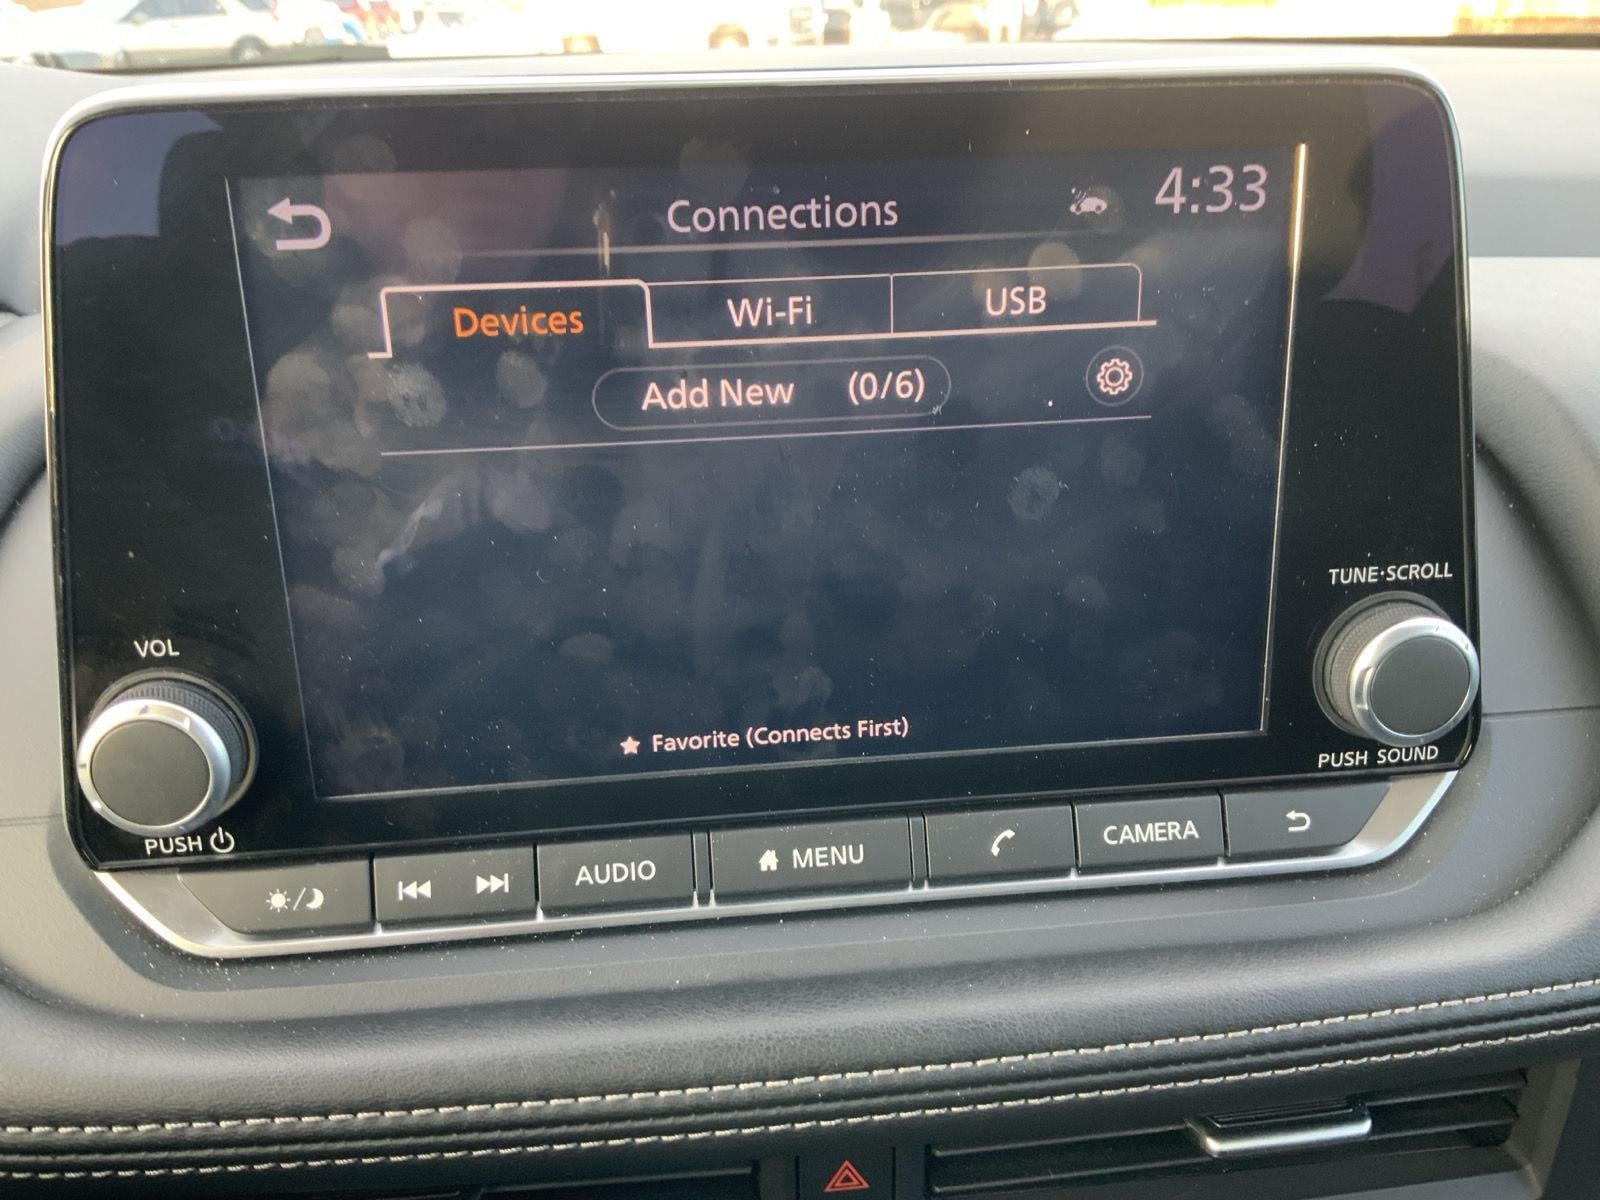 Connections
4:33
Devices
Wi-Fi
USB
Add New (0/6)
Favorite (Connects First)
VOL
PUSH
TUNE·SCROLL
PUSH SOUND
AUDIO
MENU
CAMERA